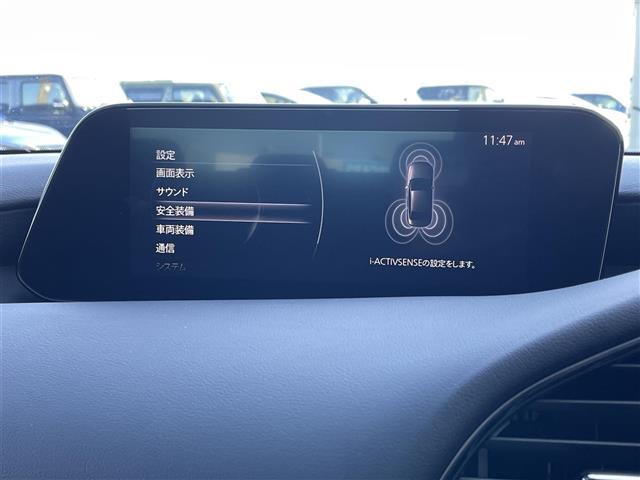 11:47 am
設定
画面表示
サウンド
安全装備
車両装備
通信
システム
i-ACTIVSENSEの設定をします。